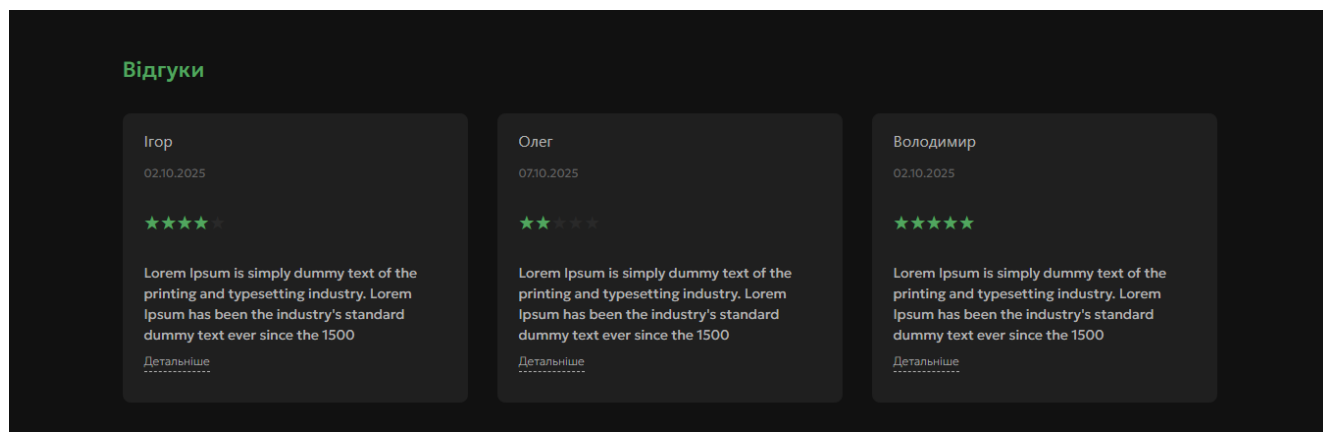 Відгуки
Ігор
02.10.2025
★★★★★
Lorem Ipsum is simply dummy text of the
printing and typesetting industry. Lorem
Ipsum has been the industry's standard
dummy text ever since the 1500
Детальніше
Олег
07.10.2025
★★★★★
Lorem Ipsum is simply dummy text of the
printing and typesetting industry. Lorem
Ipsum has been the industry's standard
dummy text ever since the 1500
Детальніше
Володимир
02.10.2025
★★★★★
Lorem Ipsum is simply dummy text of the
printing and typesetting industry. Lorem
Ipsum has been the industry's standard
dummy text ever since the 1500
Детальніше